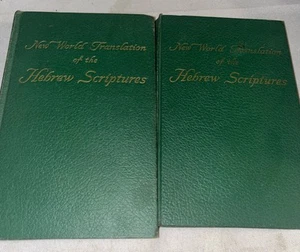 New World Translation
of the
Hebrew Scriptures
New World Translation
of the
Hebrew Scriptures